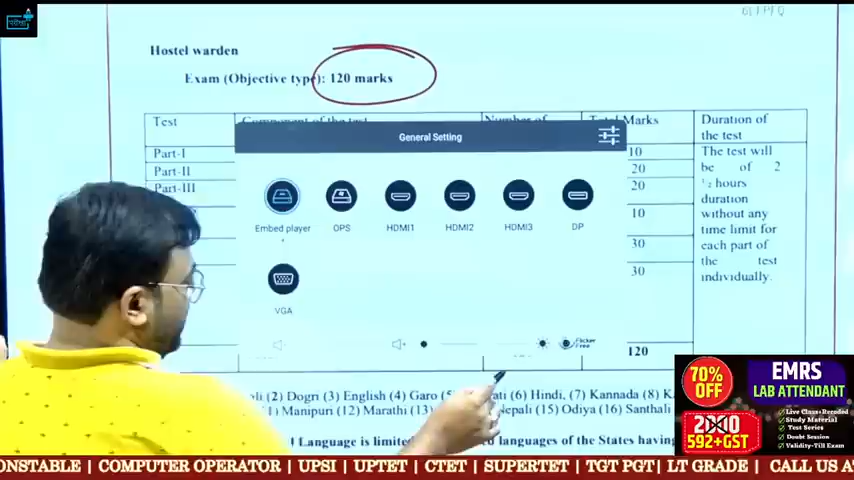 Hostel warden
Exam (Objective type): 120 marks
Test
Component of the test
Number of
Total Marks
Duration of
the test
Part-I
Part-II
Part-III
10
20
20
10
30
30
120
The test will
be of 2
½ hours
duration
without any
time limit for
each part of
the test
individually.
General Setting
Embed player
OPS
HDMI1
HDMI2
HDMI3
DP
VGA
Flicker
Free
(2) Dogri (3) English (4) Garo (6) Hindi, (7) Kannada (8)
Manipuri (12) Marathi (13) Nepali (15) Odiya (16) Santhali
Language is limited languages of the States having
70%
OFF
EMRS
LAB ATTENDANT
592+GST
Live Class+Recorded
Study Material
Test Series
Doubt Session
Validity-Till Exam
ONSTABLE | COMPUTER OPERATOR | UPSI | UPTET | CTET | SUPERTET | TGT PGT| LT GRADE | CALL US